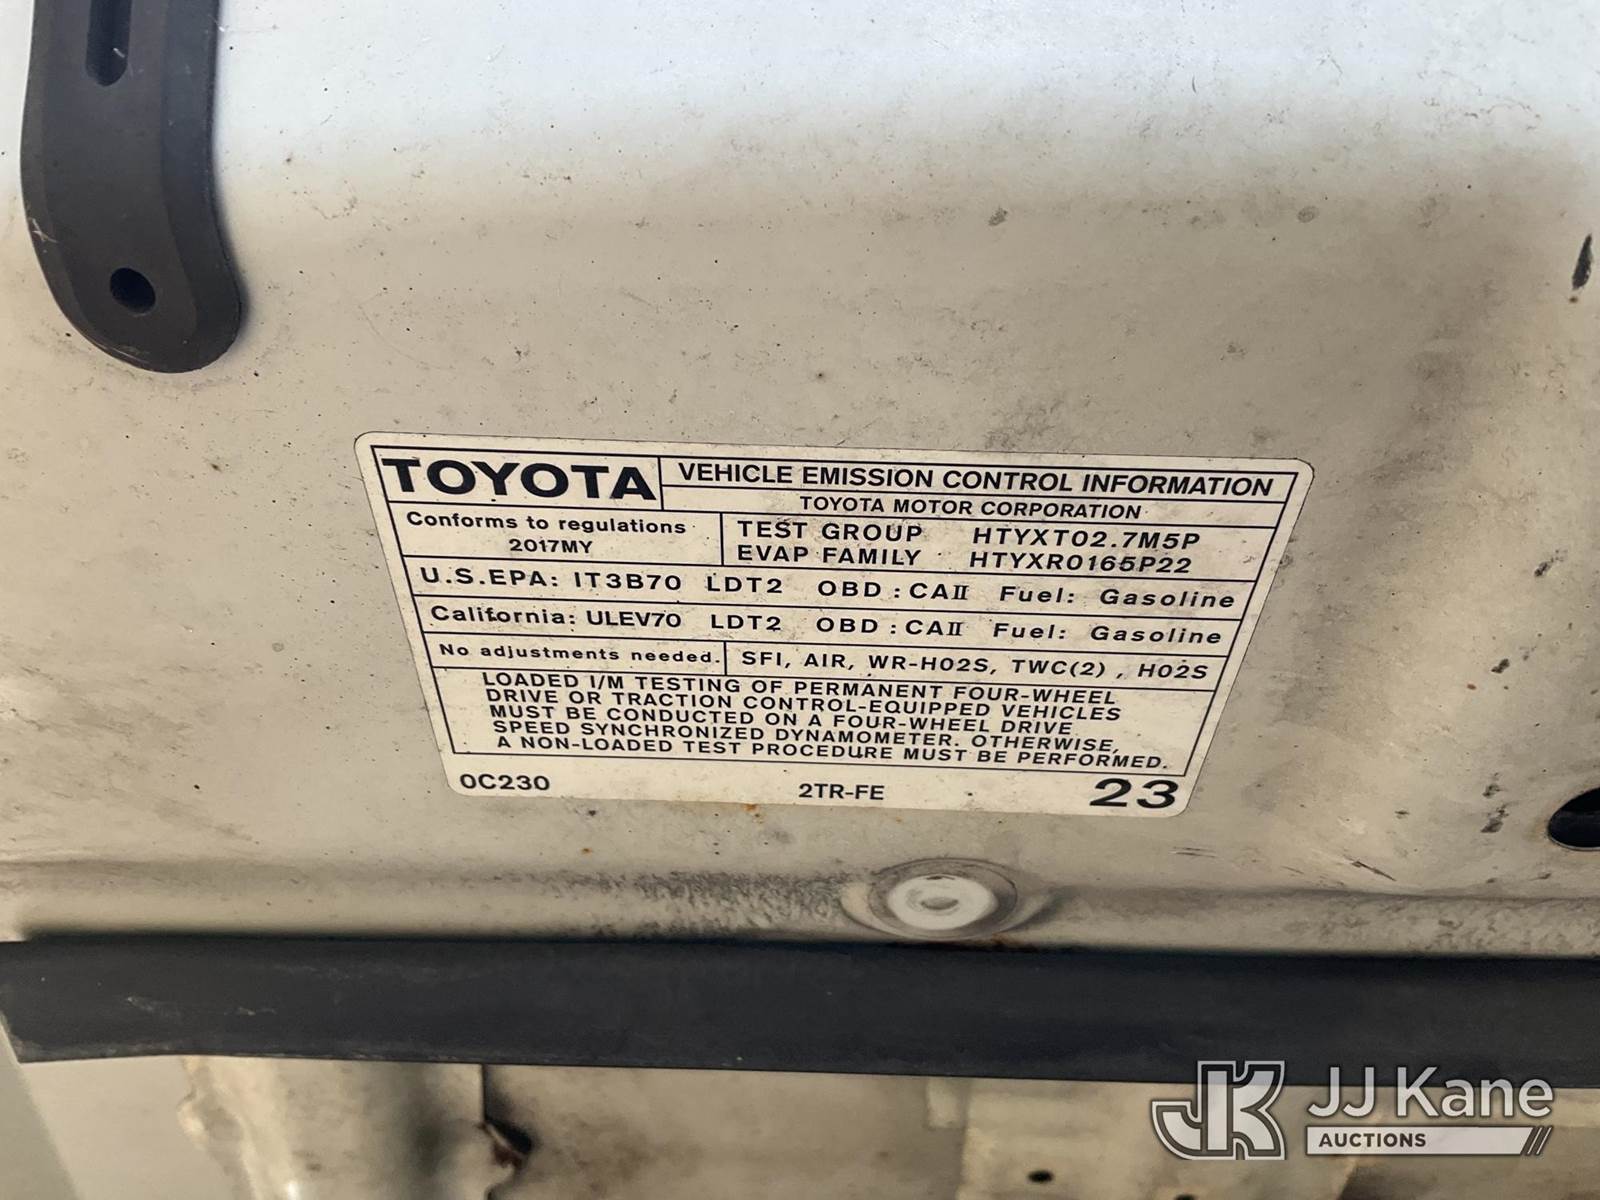 TOYOTA
VEHICLE EMISSION CONTROL INFORMATION
TOYOTA MOTOR CORPORATION
Conforms to regulations
2017MY
TEST GROUP HTYXT02.7M5P
EVAP FAMILY HTYXR0165P22
U.S.EPA: IT3B70 LDT2 OBD : CAII Fuel: Gasoline
California: ULEV70 LDT2 OBD : CAII Fuel: Gasoline
No adjustments needed.
SFI, AIR, WR-HO2S, TWC(2) , HO2S
LOADED I/M TESTING OF PERMANENT FOUR-WHEEL
DRIVE OR TRACTION CONTROL-EQUIPPED VEHICLES
MUST BE CONDUCTED ON A FOUR-WHEEL DRIVE
SPEED SYNCHRONIZED DYNAMOMETER. OTHERWISE,
A NON-LOADED TEST PROCEDURE MUST BE PERFORMED.
0C230 2TR-FE 23
JK JJ Kane
AUCTIONS